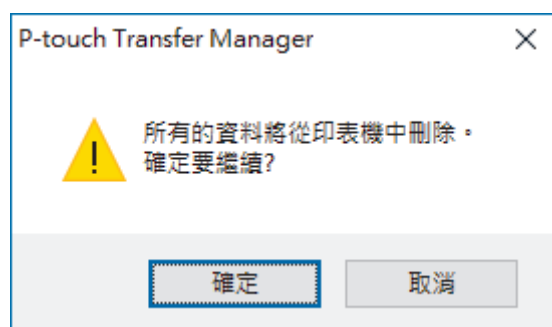 P-touch Transfer Manager
所有的資料將從印表機中刪除。
確定要繼續?
確定
取消